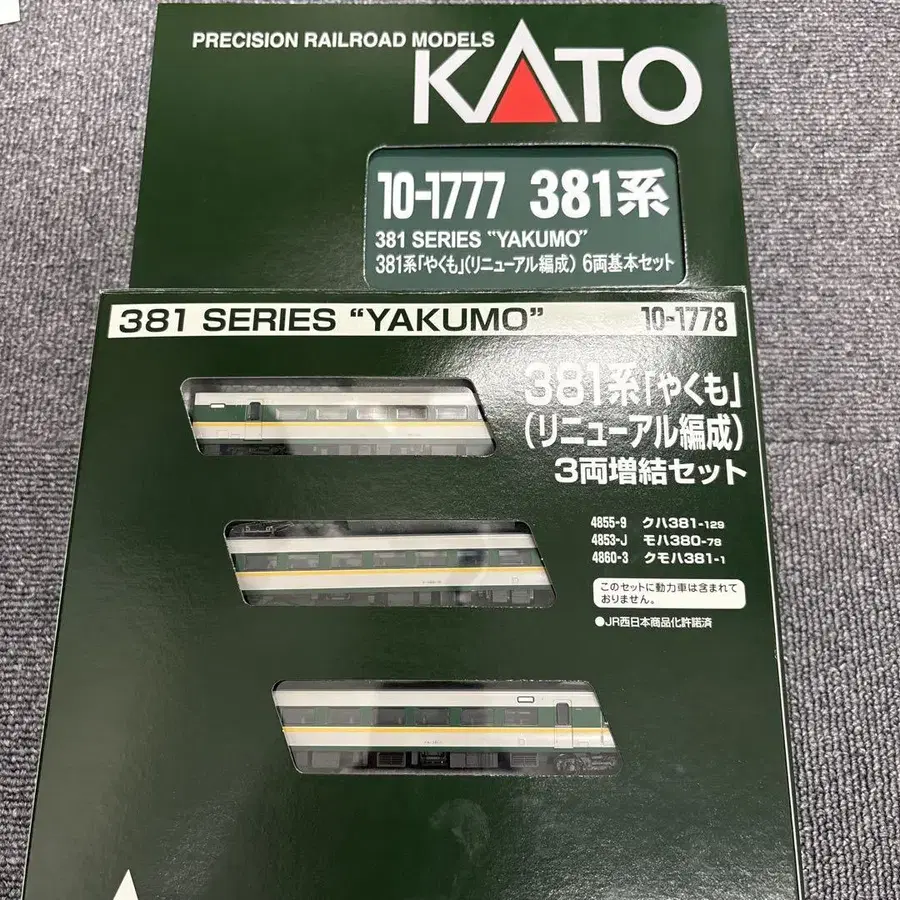 PRECISION RAILROAD MODELS
KATO
10-1777 381系
381 SERIES "YAKUMO"
381系「やくも」(リニューアル編成) 6両基本セット
381 SERIES "YAKUMO" 10-1778
381系「やくも」
(リニューアル編成)
3両増結セット
4855-9 クハ381-129
4853-J モハ380-78
4860-3 クモハ381-1
このセットに動力車は含まれて
おりません。
●JR西日本商品化許諾済